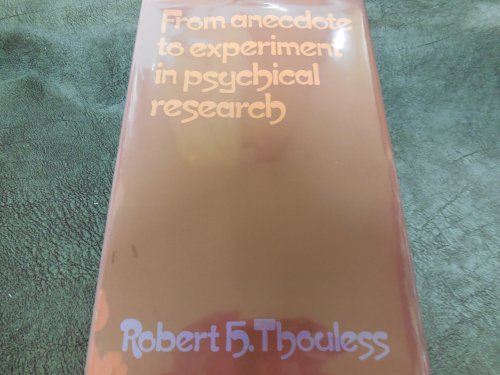 From anecdote
to experiment
in psychical
research
Robert H. Thouless